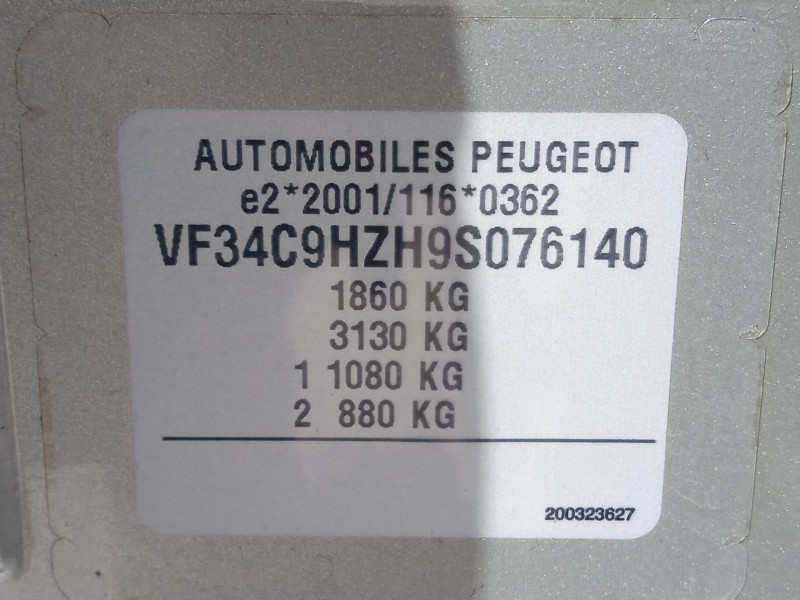 AUTOMOBILES PEUGEOT
e2*2001/116*0362
VF34C9HZH9S076140
1860 KG
3130 KG
1 1080 KG
2 880 KG
200323627